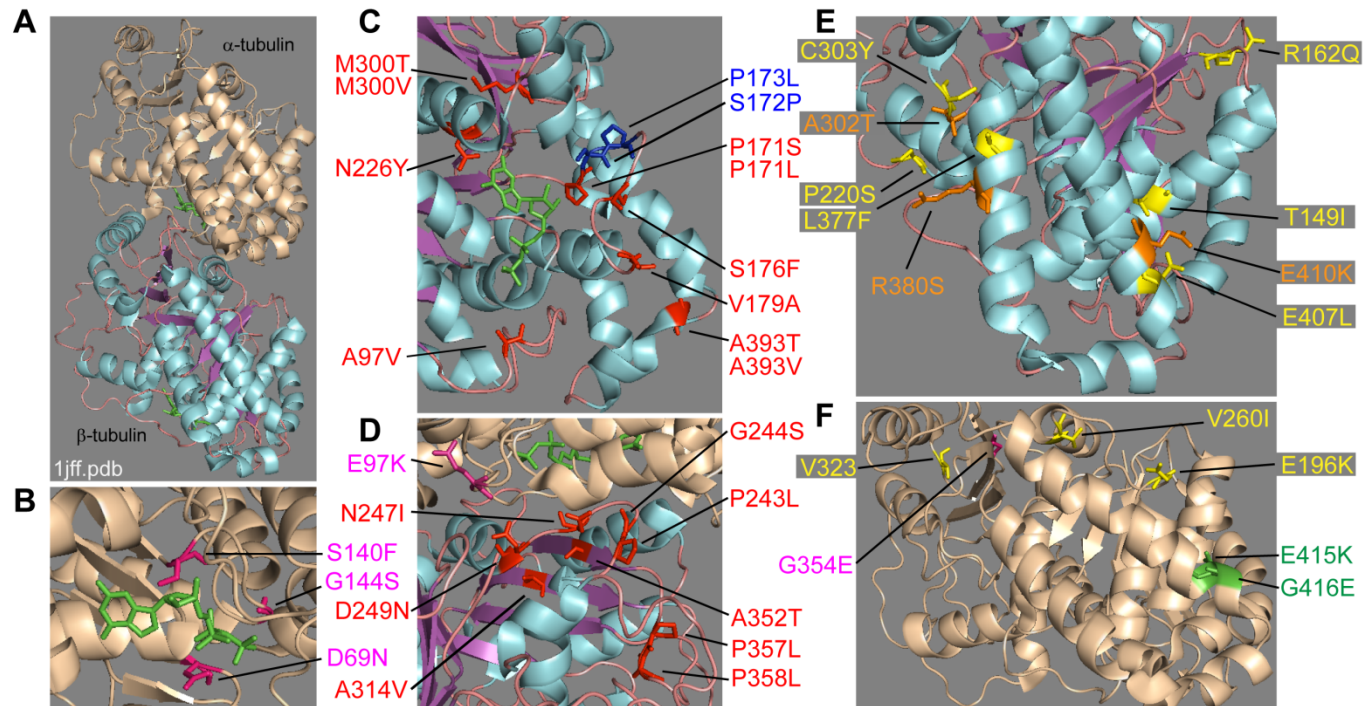 A
α-tubulin
β-tubulin
1jff.pdb
B
S140F
G144S
D69N
C
M300T
M300V
N226Y
A97V
P173L
S172P
P171S
P171L
S176F
V179A
A393T
A393V
D
E97K
N247I
D249N
A314V
G244S
P243L
A352T
P357L
P358L
E
C303Y
A302T
P220S
L377F
R380S
R162Q
T149I
E410K
E407L
F
V323
G354E
V260I
E196K
E415K
G416E